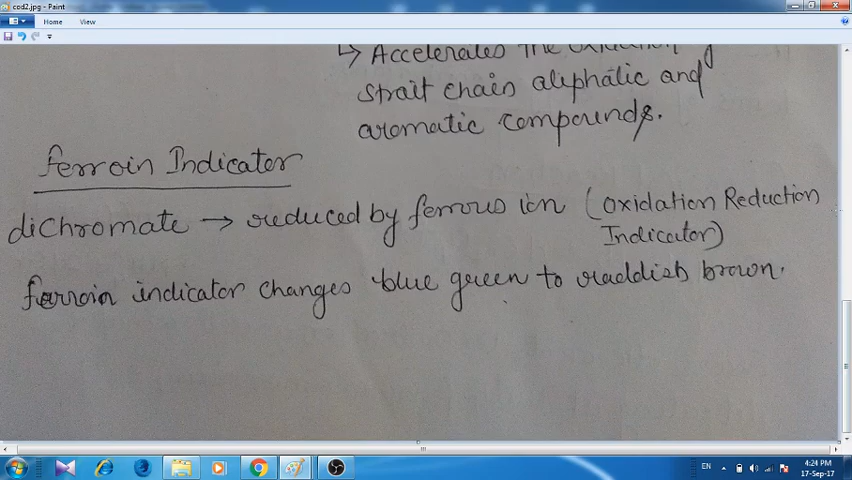 cod2.jpg - Paint
Home View
↳ Accelerates the oxidation of
strait chain aliphatic and
aromatic compounds.
ferroin Indicator
dichromate → reduced by ferrous ion (oxidation Reduction
Indicator)
ferroin indicator changes blue green to raddish brown.
EN 4:24 PM
17-Sep-17